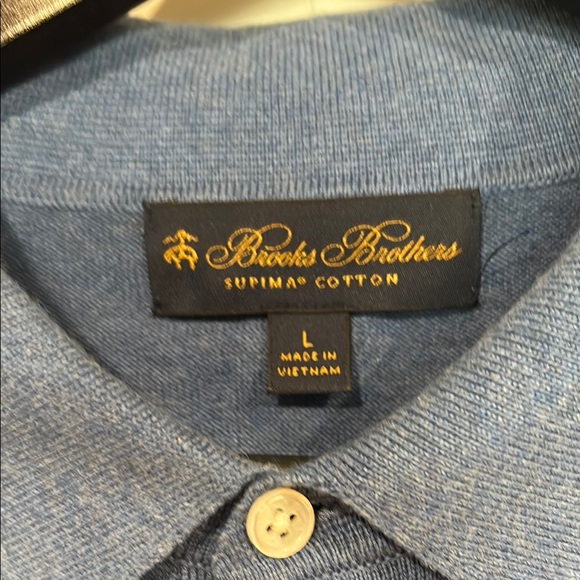 Brooks Brothers
SUPIMA® COTTON
L
MADE IN
VIETNAM